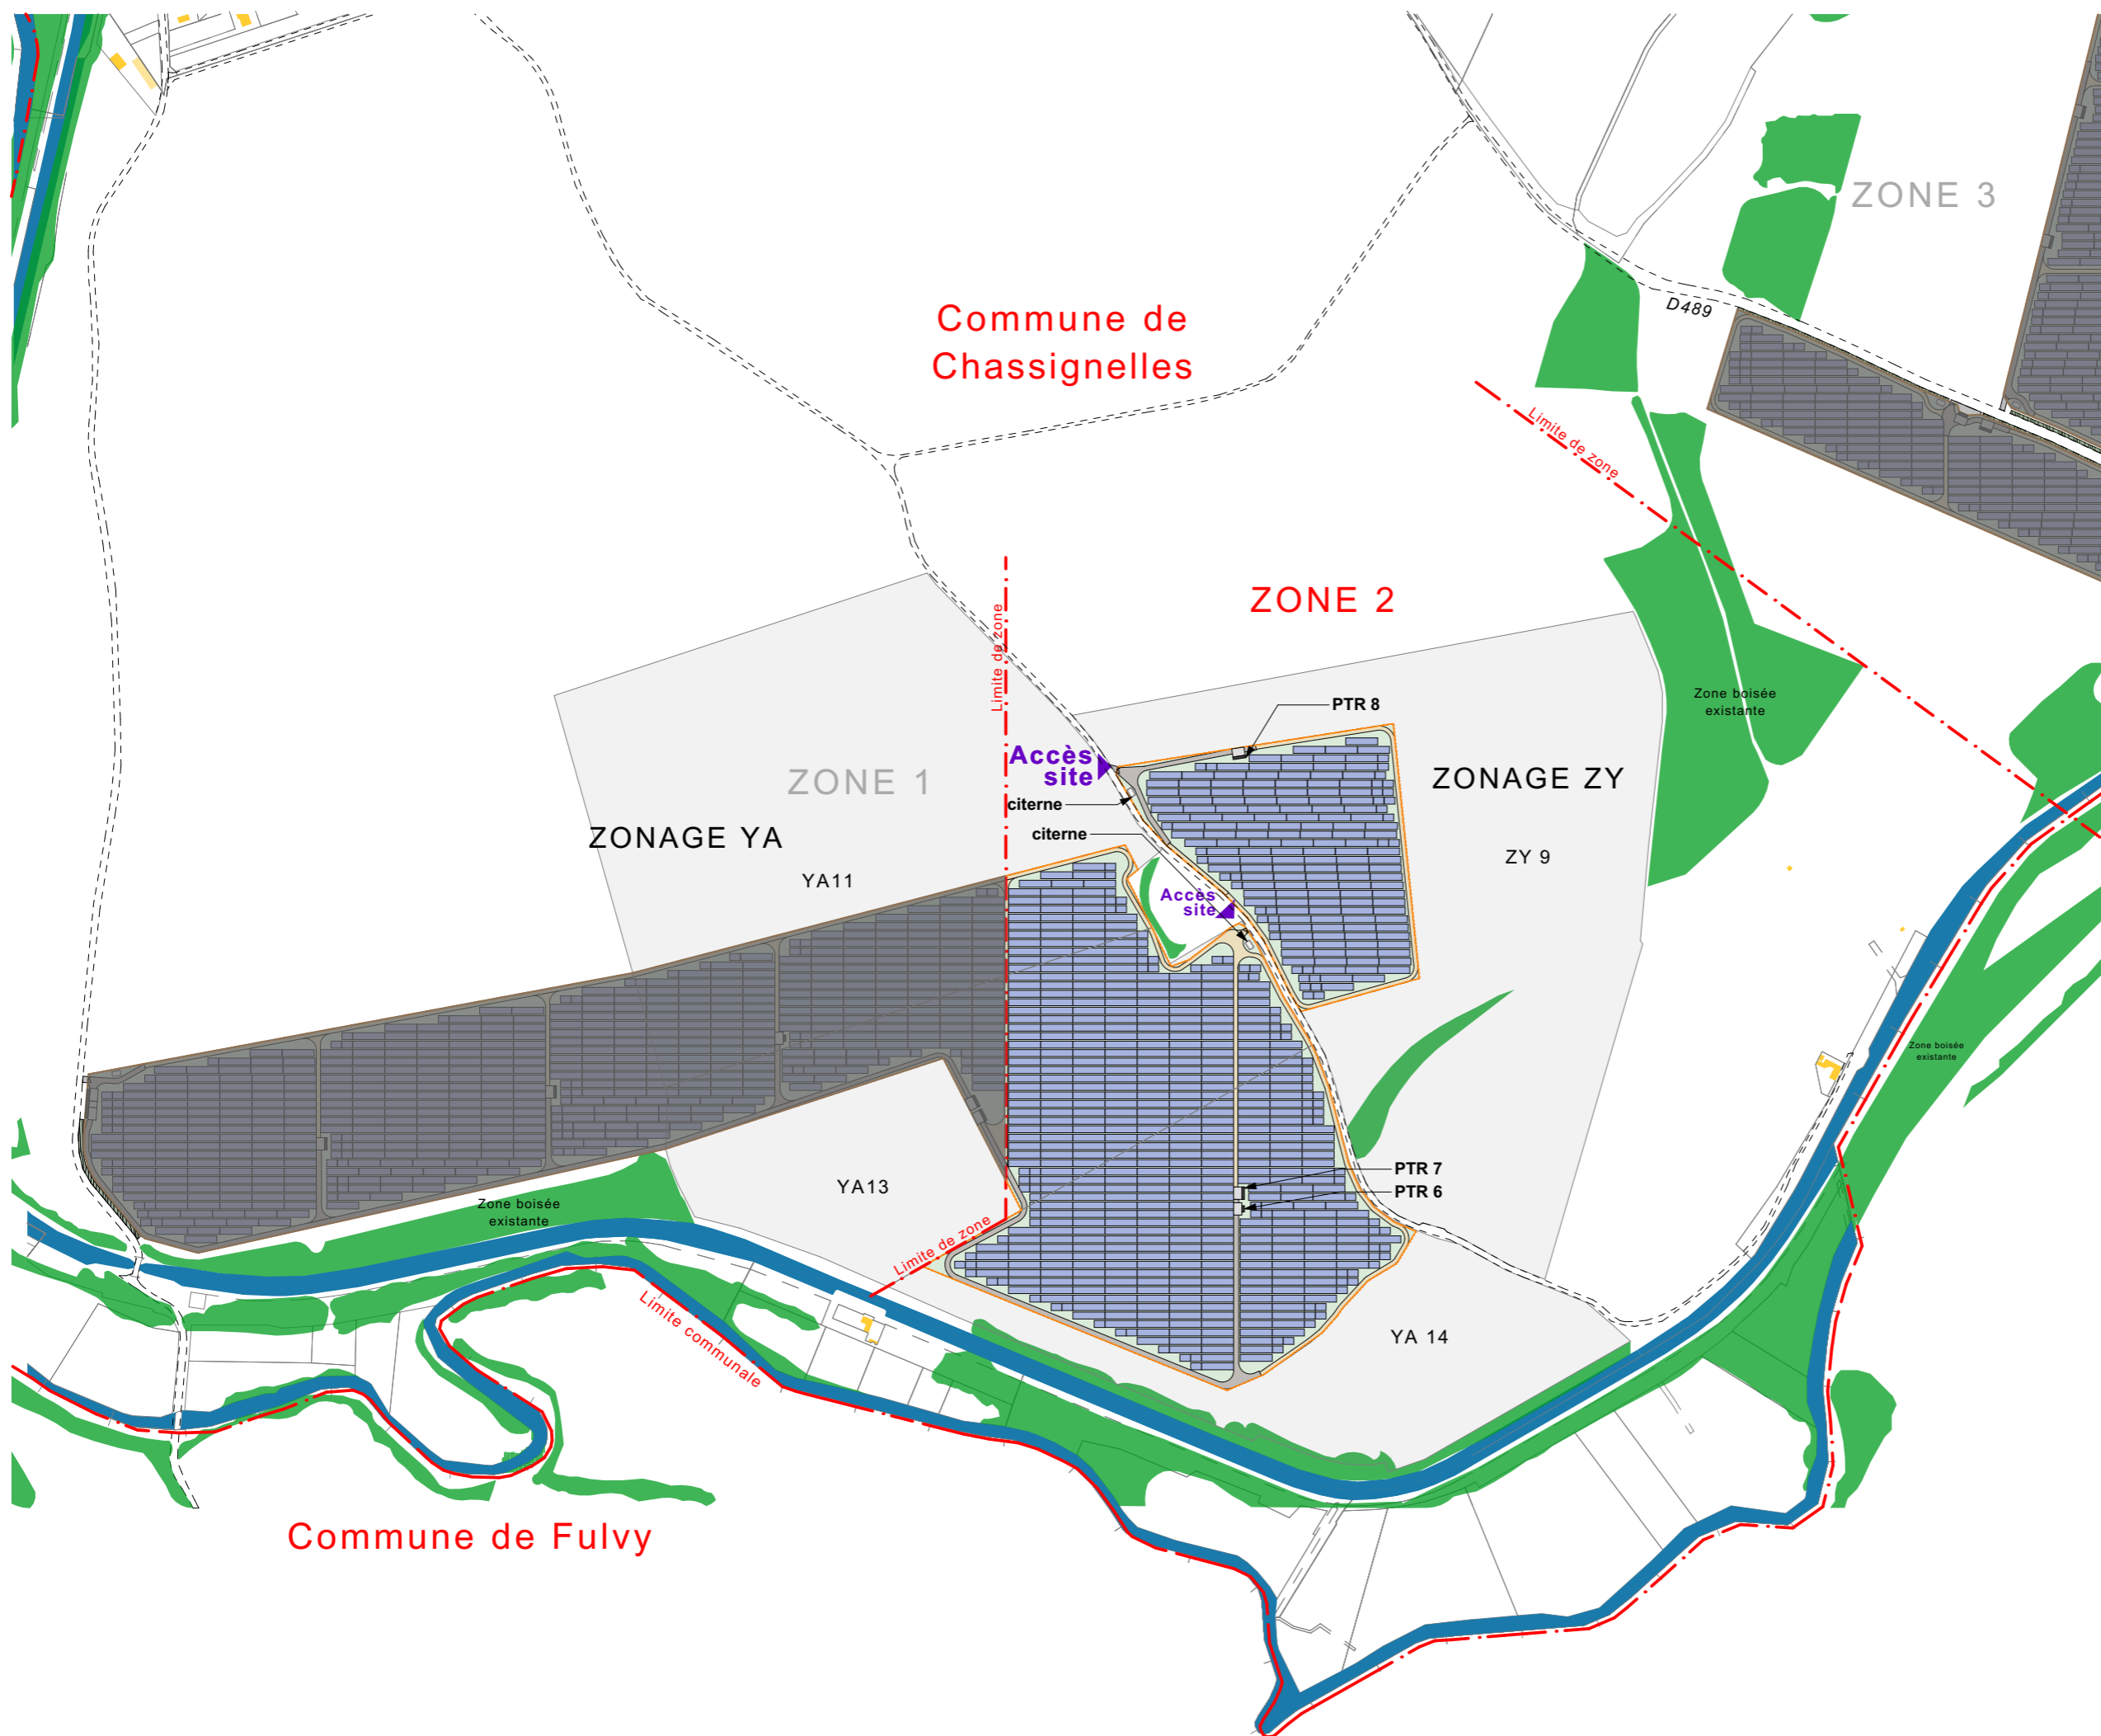 ZONE 3
D489
Commune de
Chassignelles
Limite de zone
ZONE 2
Limite de zone
Zone boisée
existante
PTR 8
Accès
site
ZONE 1
ZONAGE ZY
citerne
citerne
ZONAGE YA
ZY 9
YA11
Accès
site
Zone boisée
existante
PTR 7
YA13
PTR 6
Zone boisée
existante
Limite de zone
Limite communale
YA 14
Commune de Fulvy